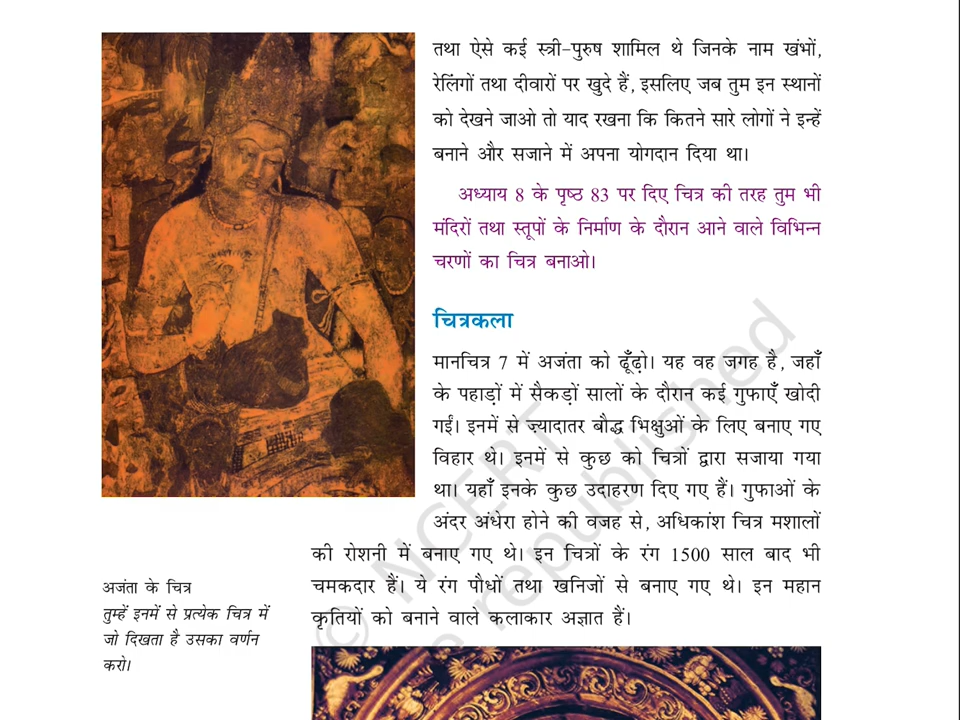 तथा ऐसे कई स्त्री-पुरुष शामिल थे जिनके नाम खंभों,
रेलिंगों तथा दीवारों पर खुदे हैं, इसलिए जब तुम इन स्थानों
को देखने जाओ तो याद रखना कि कितने सारे लोगों ने इन्हें
बनाने और सजाने में अपना योगदान दिया था।
अध्याय 8 के पृष्ठ 83 पर दिए चित्र की तरह तुम भी
मंदिरों तथा स्तूपों के निर्माण के दौरान आने वाले विभिन्न
चरणों का चित्र बनाओ।
चित्रकला
मानचित्र 7 में अजंता को ढूँढ़ो। यह वह जगह है, जहाँ
के पहाड़ों में सैकड़ों सालों के दौरान कई गुफाएँ खोदी
गईं। इनमें से ज़्यादातर बौद्ध भिक्षुओं के लिए बनाए गए
विहार थे। इनमें से कुछ को चित्रों द्वारा सजाया गया
था। यहाँ इनके कुछ उदाहरण दिए गए हैं। गुफाओं के
अंदर अंधेरा होने की वजह से, अधिकांश चित्र मशालों
की रोशनी में बनाए गए थे। इन चित्रों के रंग 1500 साल बाद भी
चमकदार हैं। ये रंग पौधों तथा खनिजों से बनाए गए थे। इन महान
कृतियों को बनाने वाले कलाकार अज्ञात हैं।
अजंता के चित्र
तुम्हें इनमें से प्रत्येक चित्र में
जो दिखता है उसका वर्णन
करो।
© NCERT
e republished